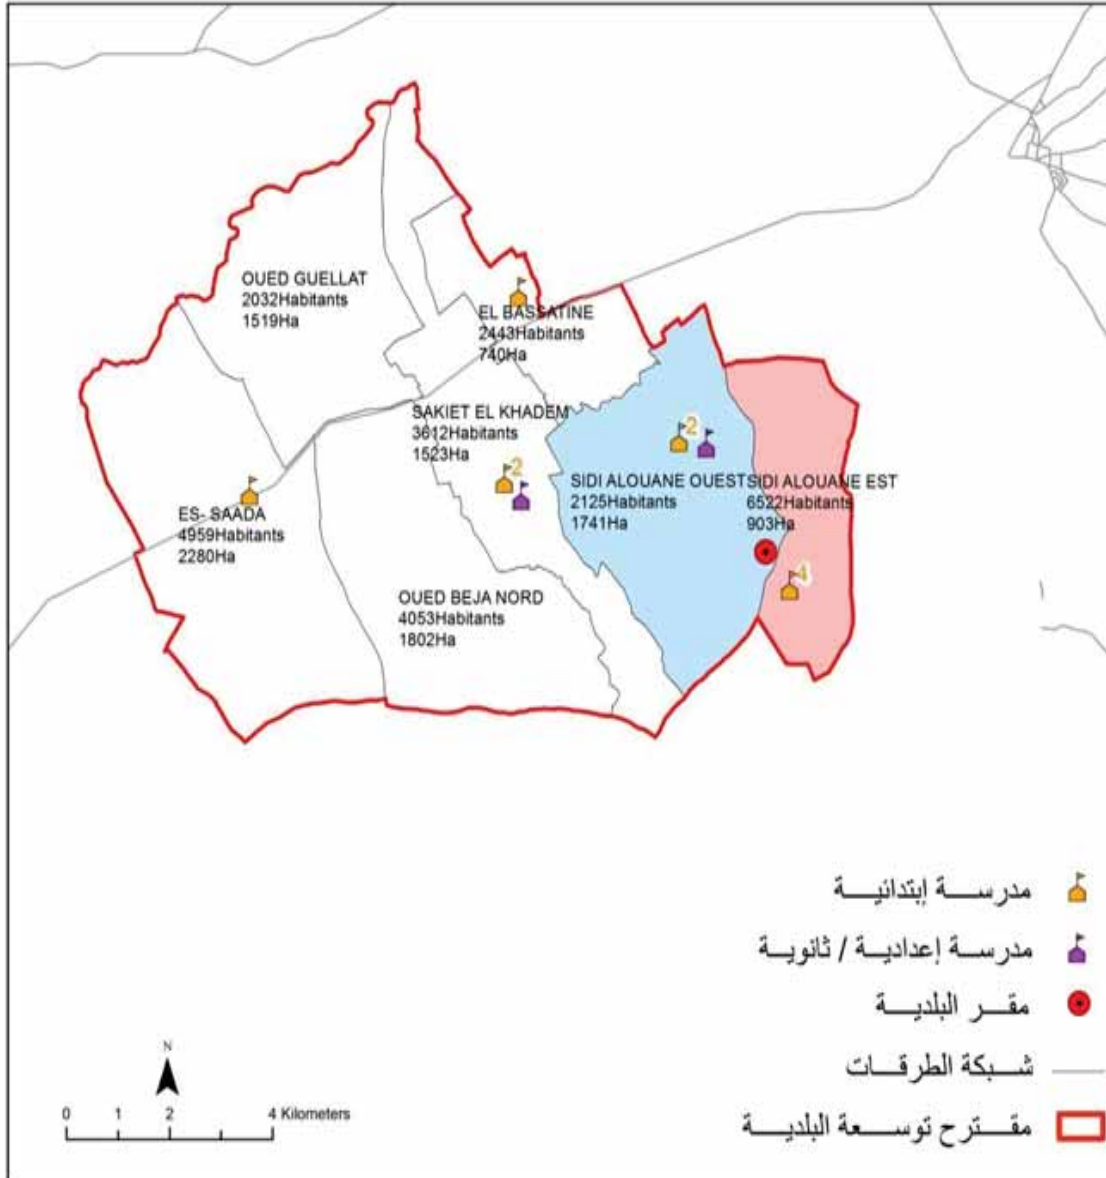 OUED GUELLAT
2032Habitants
1519Ha
EL BASSATINE
2443Habitants
740Ha
SAKIET EL KHADEM
3612Habitants
1523Ha
2
2
SIDI ALOUANE OUEST
2125Habitants
1741Ha
SIDI ALOUANE EST
6522Habitants
903Ha
4
ES- SAADA
4959Habitants
2280Ha
OUED BEJA NORD
4053Habitants
1802Ha
مدرسة إبتدائية
مدرسة إعدادية / ثانوية
مقر البلدية
شبكة الطرقات
مقترح توسعة البلدية
N
0 1 2 4 Kilometers